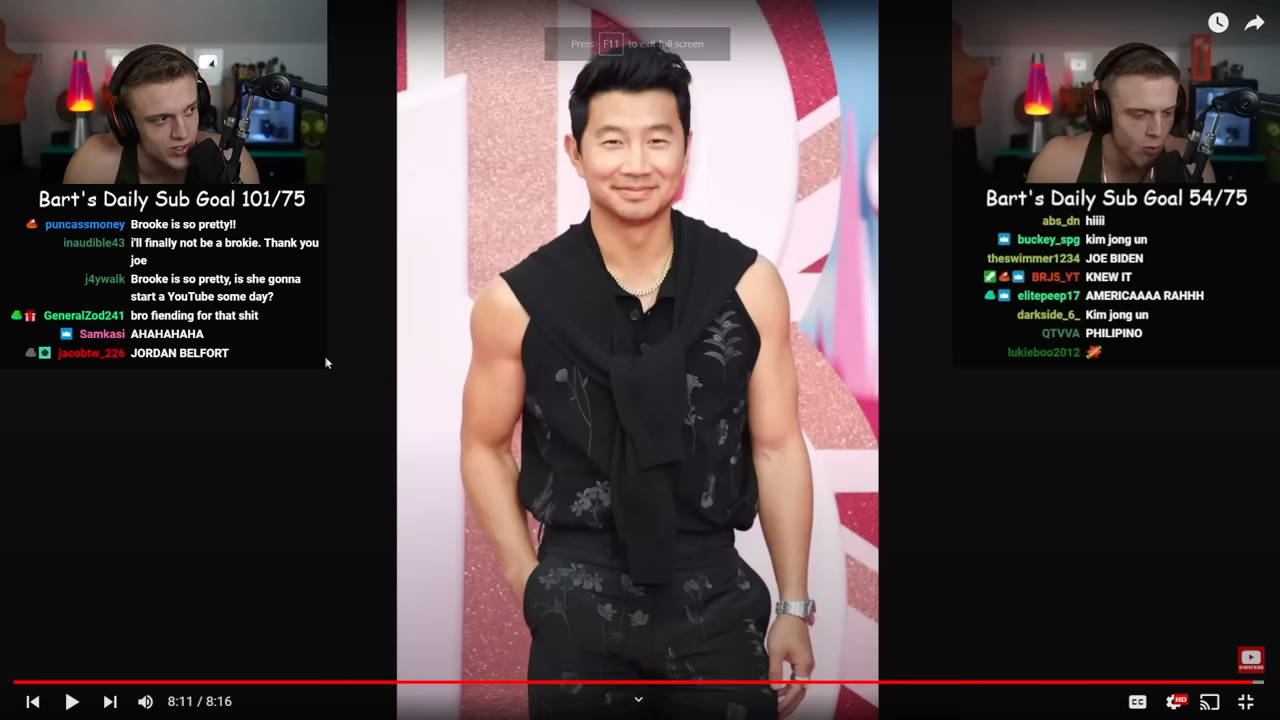 Press F11 to exit full screen
Bart's Daily Sub Goal 101/75
puncassmoney Brooke is so pretty!!
inaudible43 i'll finally not be a brokie. Thank you
joe
j4ywalk Brooke is so pretty, is she gonna
start a YouTube some day?
GeneralZod241 bro fiending for that shit
Samkasi AHAHAHAHA
jacobtw_226 JORDAN BELFORT
Bart's Daily Sub Goal 54/75
abs_dn hiiii
buckey_spg kim jong un
theswimmer1234 JOE BIDEN
BRJ5_YT KNEW IT
elitepeep17 AMERICAAAA RAHHH
darkside_6_ Kim jong un
QTVVA PHILIPINO
lukieboo2012
SUBSCRIBE
8:11 / 8:16
CC
HD